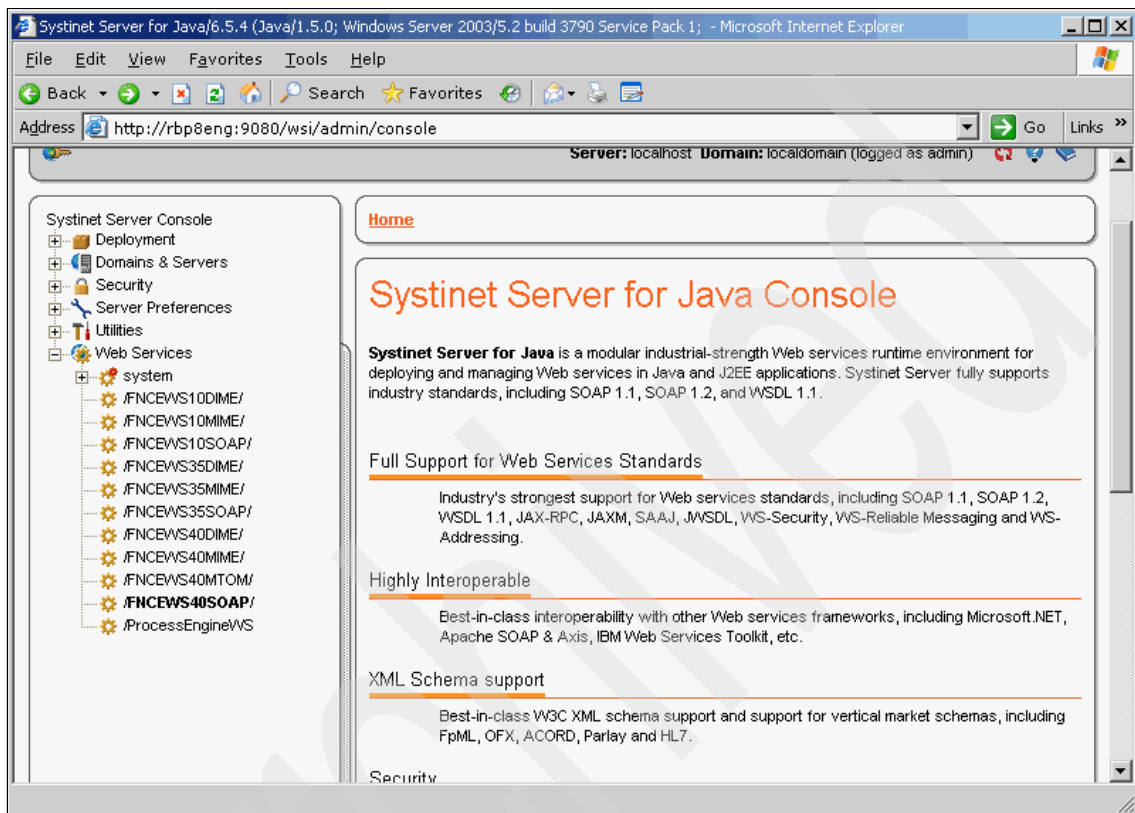 Systinet Server for Java/6.5.4 (Java/1.5.0; Windows Server 2003/5.2 build 3790 Service Pack 1; - Microsoft Internet Explorer
File Edit View Favorites Tools Help
Back Search Favorites
Address http://rbp8eng:9080/wsi/admin/console Go Links »
Server: localhost Domain: localdomain (logged as admin)
Systinet Server Console
Deployment
Domains & Servers
Security
Server Preferences
Utilities
Web Services
system
/FNCEWS10DIME/
/FNCEWS10MIME/
/FNCEWS10SOAP/
/FNCEWS35DIME/
/FNCEWS35MIME/
/FNCEWS35SOAP/
/FNCEWS40DIME/
/FNCEWS40MIME/
/FNCEWS40MTOM/
/FNCEWS40SOAP/
/ProcessEngineWS
Home
Systinet Server for Java Console
Systinet Server for Java is a modular industrial-strength Web services runtime environment for
deploying and managing Web services in Java and J2EE applications. Systinet Server fully supports
industry standards, including SOAP 1.1, SOAP 1.2, and WSDL 1.1.
Full Support for Web Services Standards
Industry's strongest support for Web services standards, including SOAP 1.1, SOAP 1.2,
WSDL 1.1, JAX-RPC, JAXM, SAAJ, JWSDL, WS-Security, WS-Reliable Messaging and WS-
Addressing.
Highly Interoperable
Best-in-class interoperability with other Web services frameworks, including Microsoft.NET,
Apache SOAP & Axis, IBM Web Services Toolkit, etc.
XML Schema support
Best-in-class W3C XML schema support and support for vertical market schemas, including
FpML, OFX, ACORD, Parlay and HL7.
Security